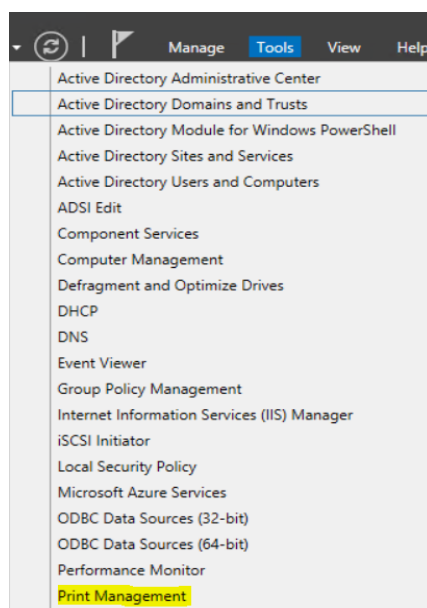 Manage Tools View Help
Active Directory Administrative Center
Active Directory Domains and Trusts
Active Directory Module for Windows PowerShell
Active Directory Sites and Services
Active Directory Users and Computers
ADSI Edit
Component Services
Computer Management
Defragment and Optimize Drives
DHCP
DNS
Event Viewer
Group Policy Management
Internet Information Services (IIS) Manager
iSCSI Initiator
Local Security Policy
Microsoft Azure Services
ODBC Data Sources (32-bit)
ODBC Data Sources (64-bit)
Performance Monitor
Print Management